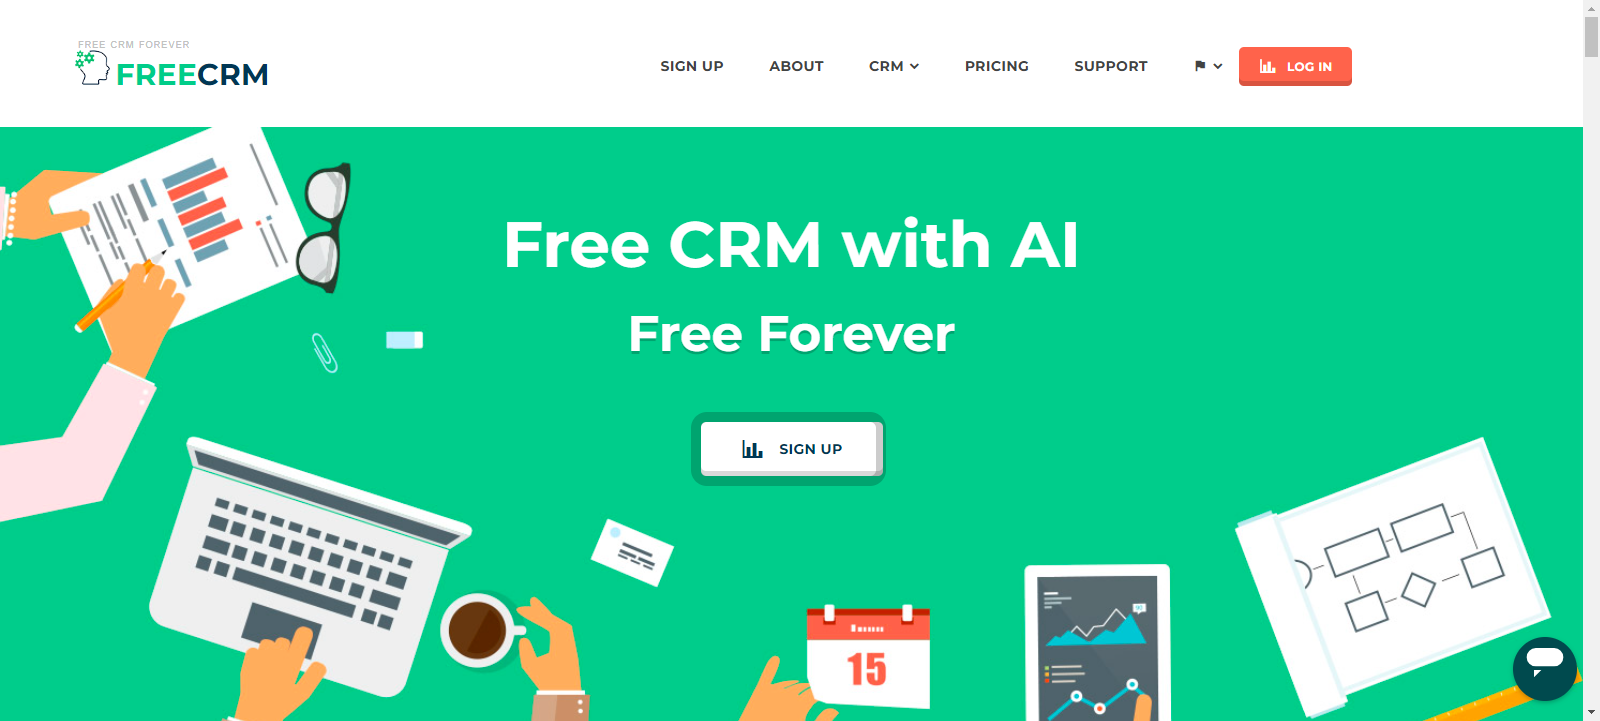 FREE CRM FOREVER
FREECRM
SIGN UP ABOUT CRM PRICING SUPPORT LOG IN
Free CRM with AI
Free Forever
SIGN UP
15